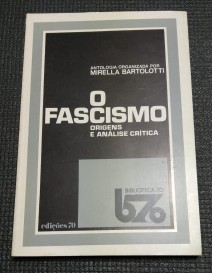 ANTOLOGIA ORGANIZADA POR
MIRELLA BARTOLOTTI
O
FASCISMO
ORIGENS
E ANÁLISE CRÍTICA
BIBLIOTECA 70
b70
edições 70